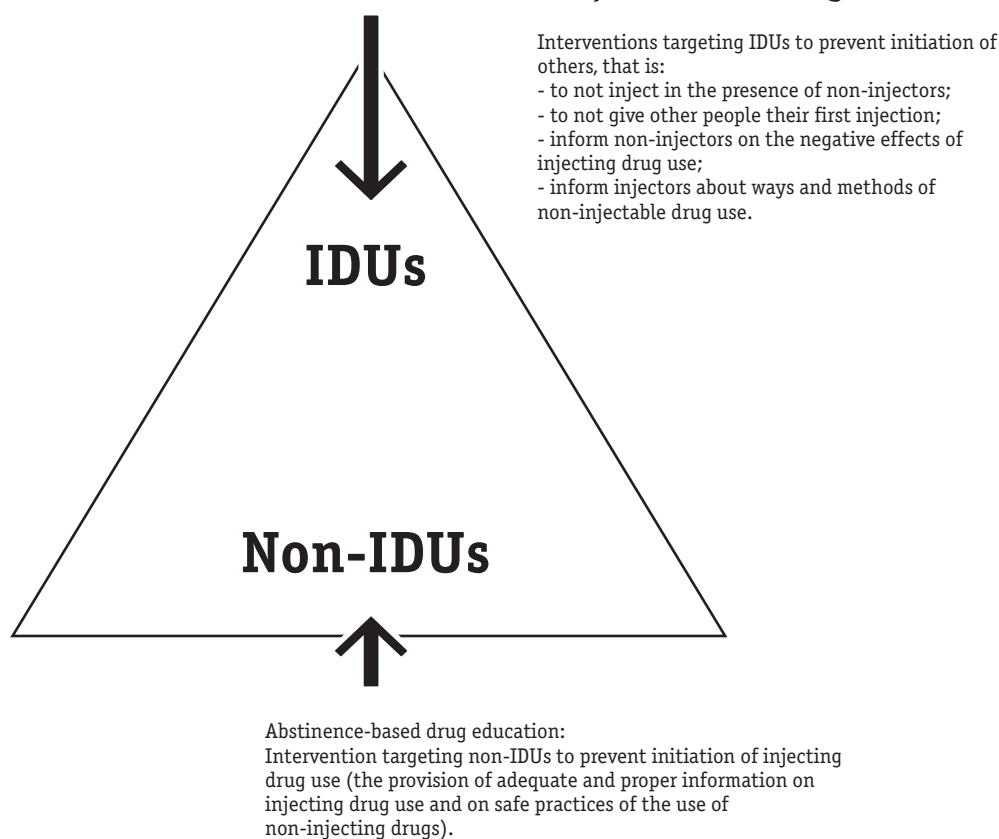 Interventions targeting IDUs to prevent initiation of
others, that is:
- to not inject in the presence of non-injectors;
- to not give other people their first injection;
- inform non-injectors on the negative effects of
injecting drug use;
- inform injectors about ways and methods of
non-injectable drug use.
IDUs
Non-IDUs
Abstinence-based drug education:
Intervention targeting non-IDUs to prevent initiation of injecting
drug use (the provision of adequate and proper information on
injecting drug use and on safe practices of the use of
non-injecting drugs).